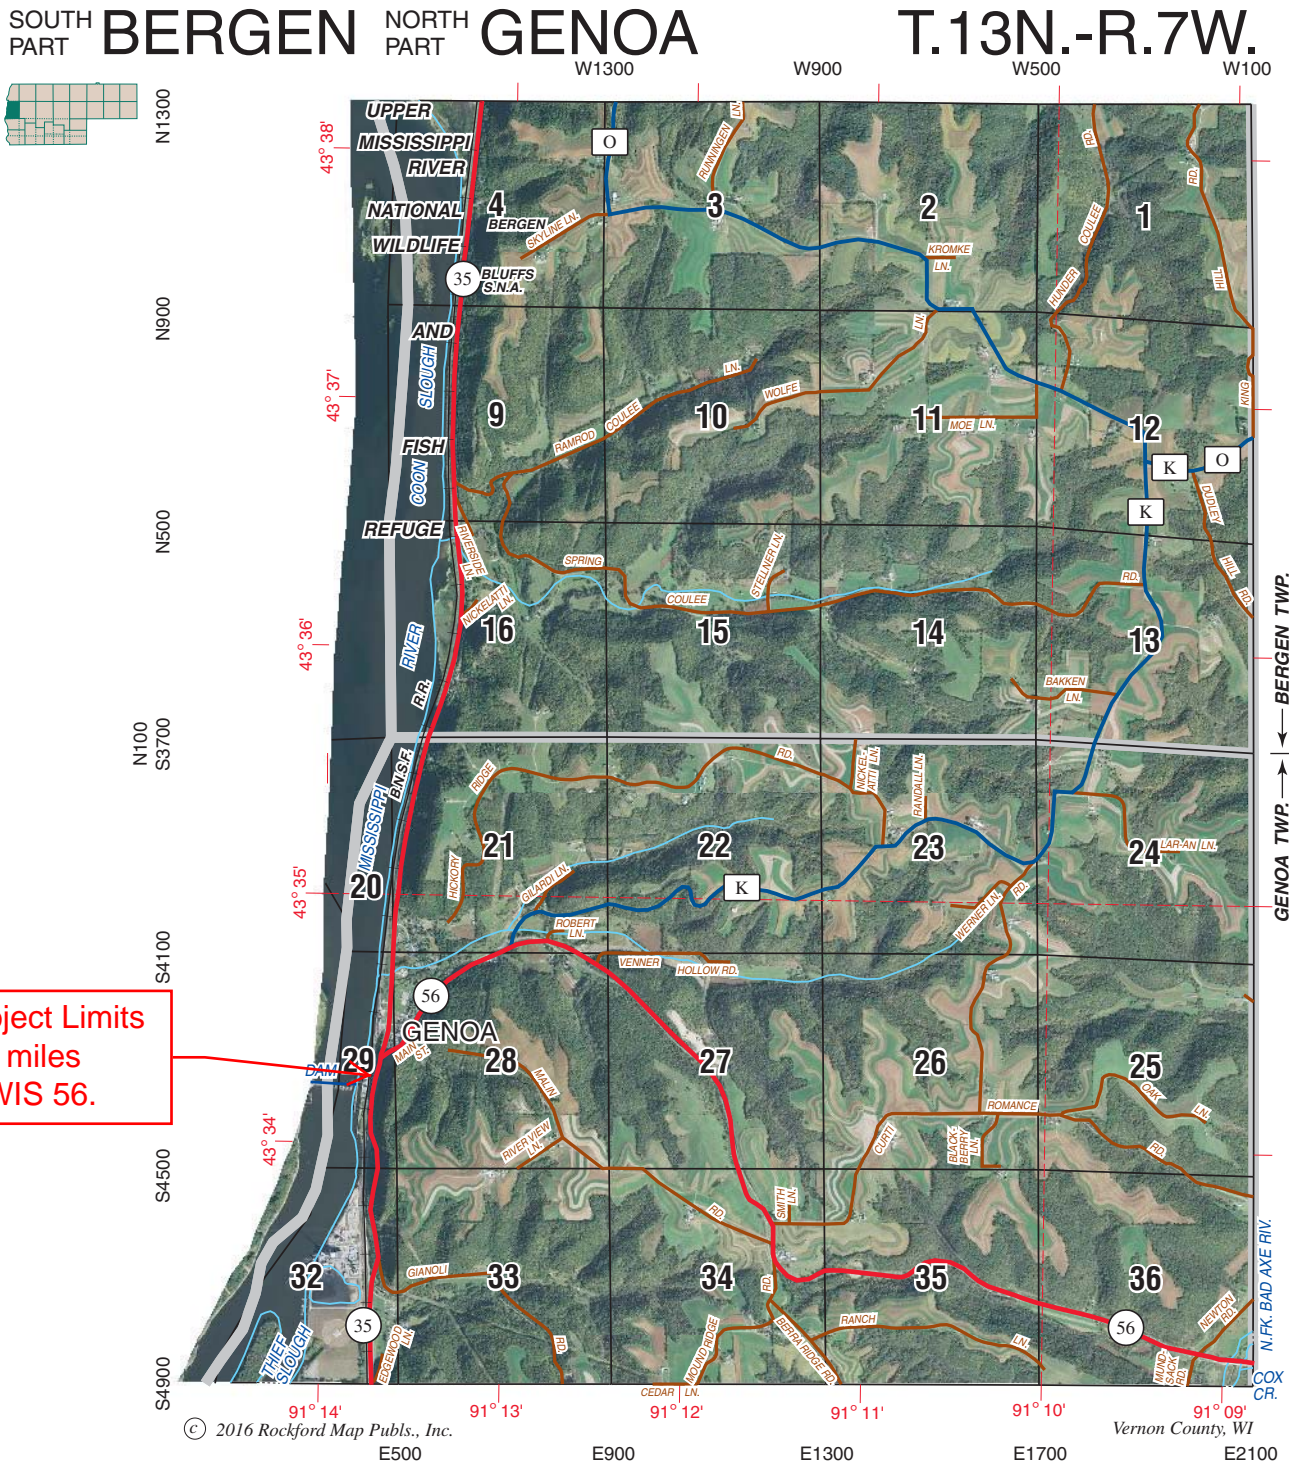 SOUTH PART BERGEN NORTH PART GENOA T.13N.-R.7W.
W1300 W900 W500 W100
N1300
N900
N500
N100
S3700
S4100
S4500
S4900
43° 38'
43° 37'
43° 36'
43° 35'
43° 34'
UPPER
MISSISSIPPI
RIVER
NATIONAL
WILDLIFE
AND
FISH
REFUGE
4
BERGEN
BLUFFS
S.N.A.
35
SKYLINE LN.
O
RUNNINGEN LN.
3
2
1
KROMKE LN.
HUNDER COULEE RD.
HILL RD.
KING
SLOUGH
COON
9
10
11
12
RAMROD COULEE LN.
WOLFE LN.
MOE LN.
K
O
K
DUDLEY HILL RD.
RIVERSIDE LN.
NICKELATTI LN.
SPRING COULEE RD.
STELLNER LN.
16
15
14
13
BAKKEN LN.
RIVER
R.R.
B.N.S.F.
MISSISSIPPI
BERGEN TWP.
GENOA TWP.
HICKORY RIDGE RD.
NICKEL-
ATTI LN.
RANDALL LN.
20
21
22
23
24
LAR-AN LN.
GILARDI LN.
K
ROBERT LN.
VENNER HOLLOW RD.
WERNER LN.
RD.
56
GENOA
MAIN ST.
DAM
29
28
27
26
25
MALIN
RIVER VIEW LN.
RD.
CURTI
ROMANCE
RD.
BLACK-
BERRY
LN.
OAK LN.
SMITH LN.
ject Limits
miles
WIS 56.
32
33
34
35
36
GIANOLI RD.
35
EDGEWOOD LN.
THIEF SLOUGH
MOUND RIDGE
RD.
BERRA RIDGE RD.
RANCH LN.
CEDAR LN.
56
MUND-
SACK
RD.
NEWTON RD.
N.FK. BAD AXE RIV.
COX
CR.
91° 14' 91° 13' 91° 12' 91° 11' 91° 10' 91° 09'
© 2016 Rockford Map Publs., Inc.
Vernon County, WI
E500 E900 E1300 E1700 E2100